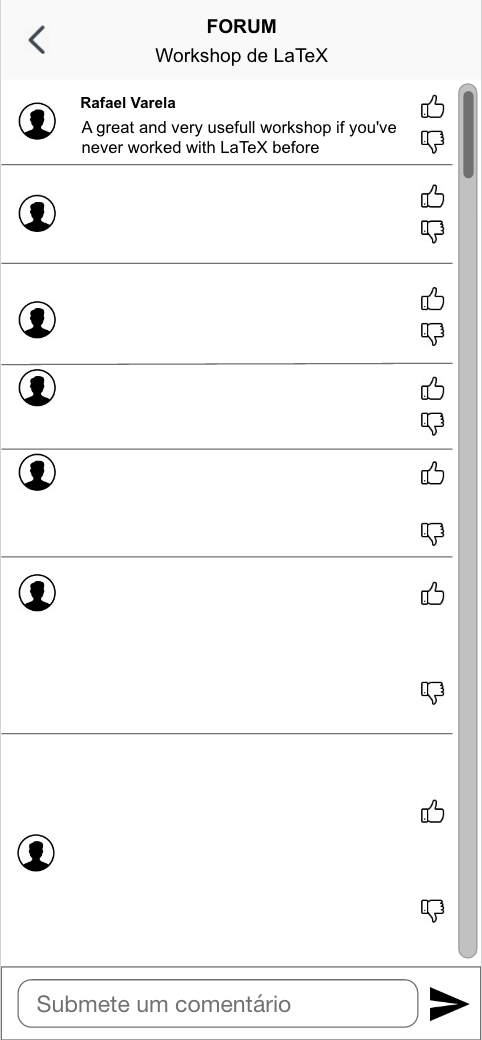 FORUM
Workshop de LaTeX
Rafael Varela
A great and very usefull workshop if you've
never worked with LaTeX before
Submete um comentário